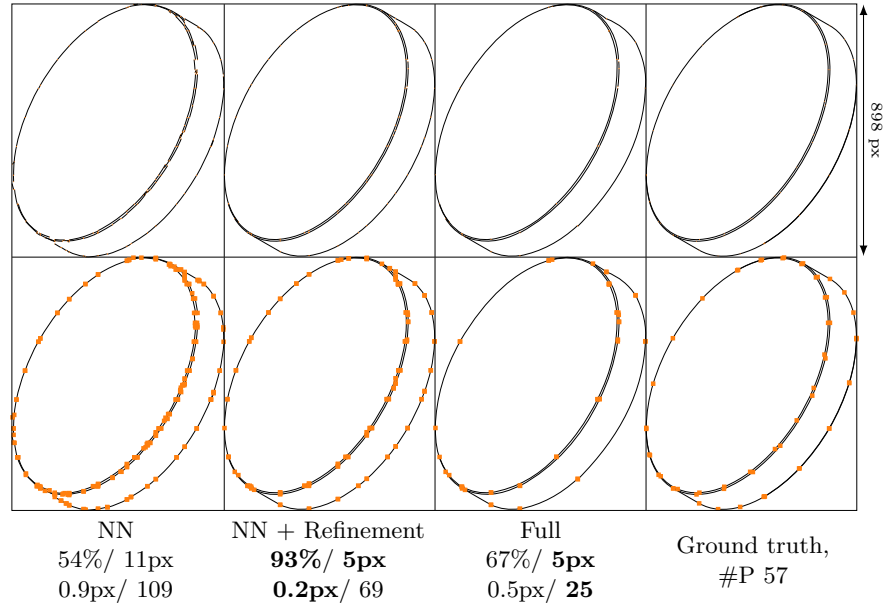 898 px
NN
54%/ 11px
0.9px/ 109
NN + Refinement
93%/ 5px
0.2px/ 69
Full
67%/ 5px
0.5px/ 25
Ground truth,
#P 57